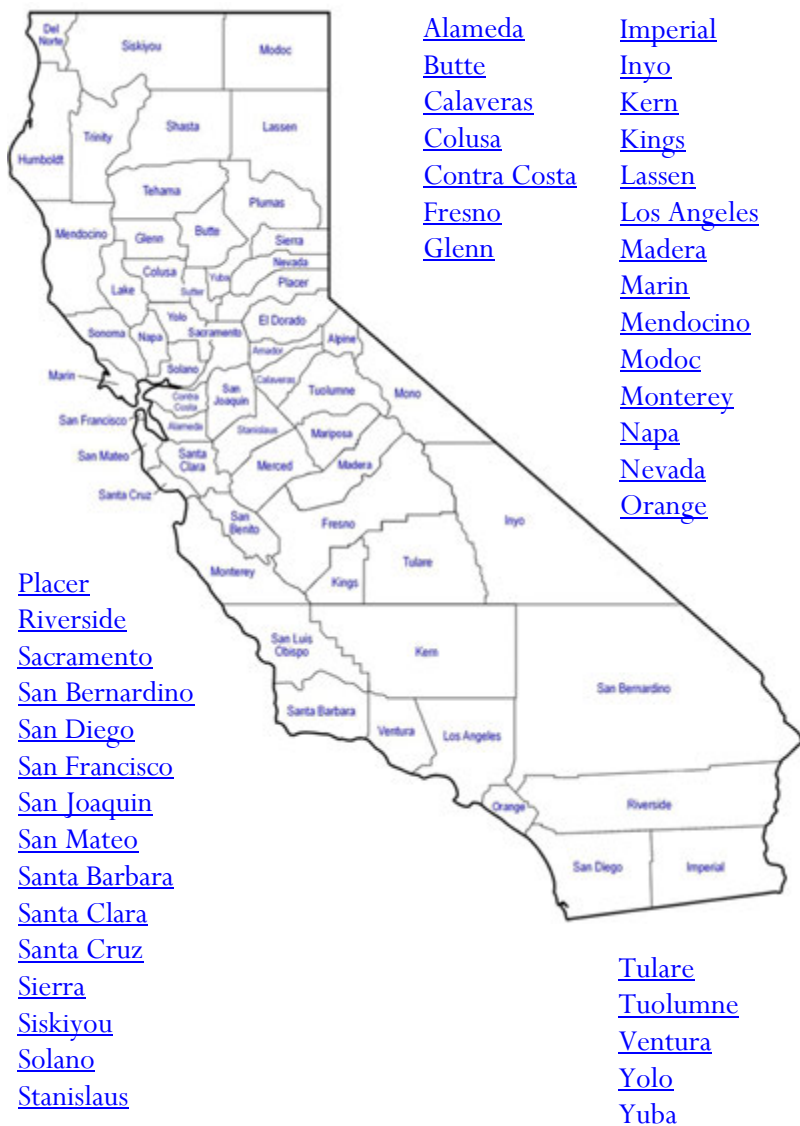 Alameda
Butte
Calaveras
Colusa
Contra Costa
Fresno
Glenn
Imperial
Inyo
Kern
Kings
Lassen
Los Angeles
Madera
Marin
Mendocino
Modoc
Monterey
Napa
Nevada
Orange
Del
Norte
Siskiyou
Modoc
Humboldt
Trinity
Shasta
Lassen
Tehama
Plumas
Mendocino
Glenn
Butte
Sierra
Nevada
Colusa
Yuba
Placer
Lake
Sutter
Yolo
El Dorado
Sonoma
Napa
Sacramento
Alpine
Amador
Solano
Marin
Calaveras
Contra
Costa
San
Joaquin
Tuolumne
Mono
San Francisco
Alameda
Stanislaus
Mariposa
San Mateo
Santa
Clara
Merced
Madera
Santa Cruz
San
Benito
Fresno
Inyo
Monterey
Kings
Tulare
San Luis
Obispo
Kern
San Bernardino
Santa Barbara
Ventura
Los Angeles
Orange
Riverside
San Diego
Imperial
Placer
Riverside
Sacramento
San Bernardino
San Diego
San Francisco
San Joaquin
San Mateo
Santa Barbara
Santa Clara
Santa Cruz
Sierra
Siskiyou
Solano
Stanislaus
Tulare
Tuolumne
Ventura
Yolo
Yuba